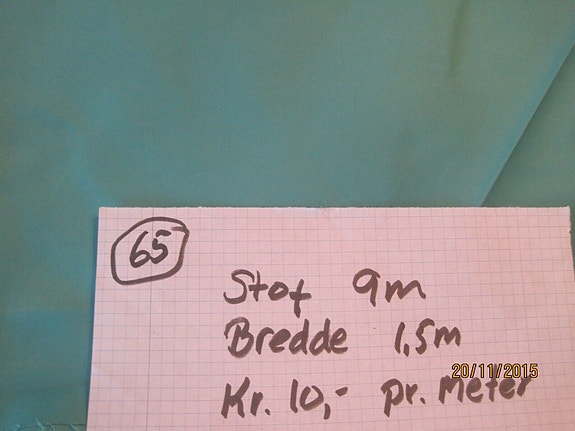 65
Stof 9m
Bredde 1,5m
Kr. 10,- pr. Meter
20/11/2015